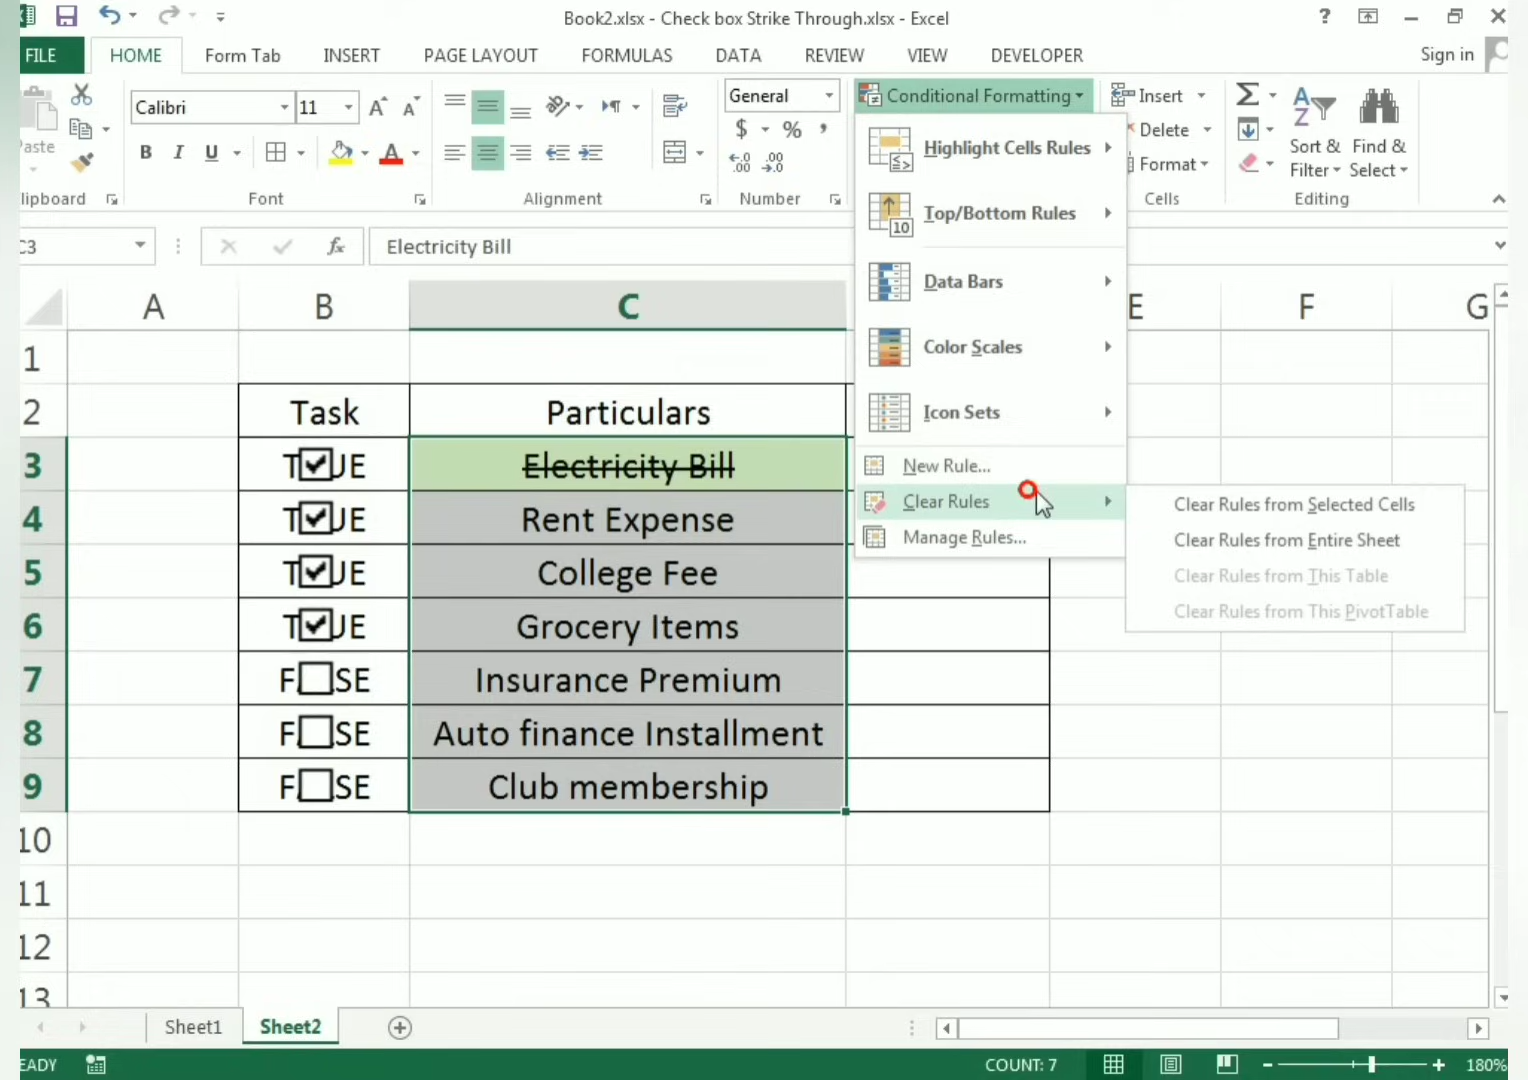 Book2.xlsx - Check box Strike Through.xlsx - Excel
?
FILE HOME Form Tab INSERT PAGE LAYOUT FORMULAS DATA REVIEW VIEW DEVELOPER Sign in
Calibri 11 A A General Conditional Formatting Insert
aste B I U A $ % , Delete
Format
Sort & Filter Find & Select
lipboard Font Alignment Number Cells Editing
C3 fx Electricity Bill
Highlight Cells Rules
Top/Bottom Rules
Data Bars
Color Scales
Icon Sets
New Rule...
Clear Rules
Manage Rules...
Clear Rules from Selected Cells
Clear Rules from Entire Sheet
Clear Rules from This Table
Clear Rules from This PivotTable
A B C E F G
1
2 Task Particulars
3 T UE Electricity Bill
4 T UE Rent Expense
5 T UE College Fee
6 T UE Grocery Items
7 F SE Insurance Premium
8 F SE Auto finance Installment
9 F SE Club membership
10
11
12
13
Sheet1 Sheet2
EADY COUNT: 7 180%